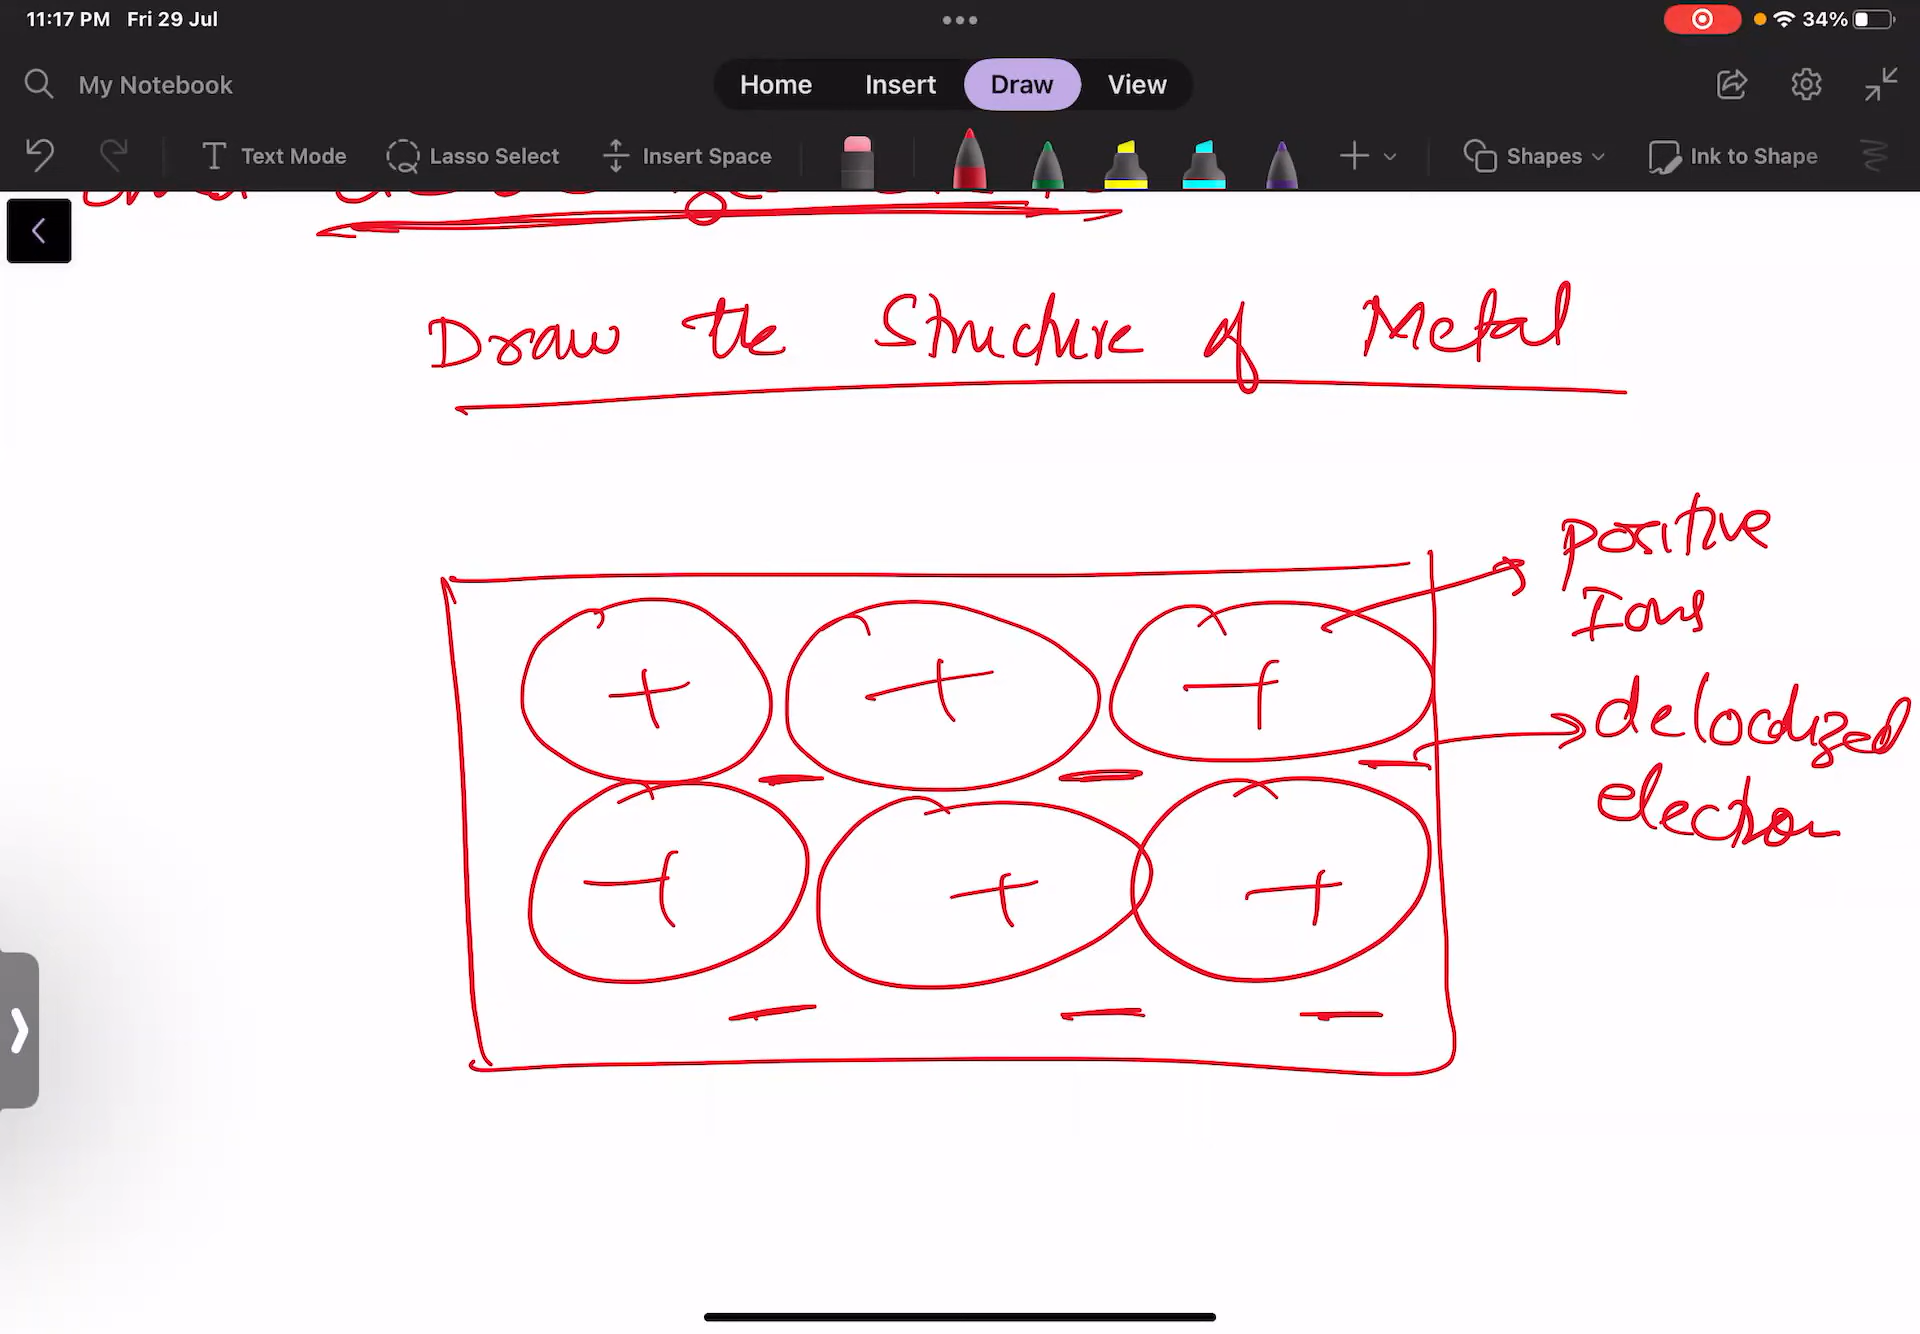 11:17 PM Fri 29 Jul
34%
My Notebook
Home Insert Draw View
Text Mode Lasso Select Insert Space Shapes Ink to Shape
Draw the Structure of Metal
positive
Ions
delocalized
electron
+ + +
- - -
+ + +
- - -